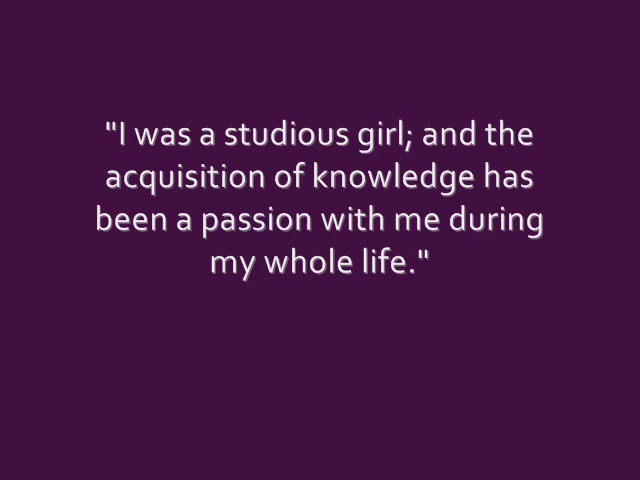 "I was a studious girl; and the
acquisition of knowledge has
been a passion with me during
my whole life."